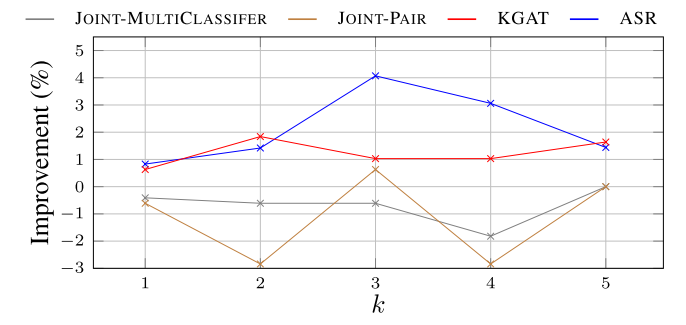 JOINT-MULTICLASSIFER JOINT-PAIR KGAT ASR
5
4
3
2
1
0
−1
−2
−3
Improvement (%)
1 2 3 4 5
k